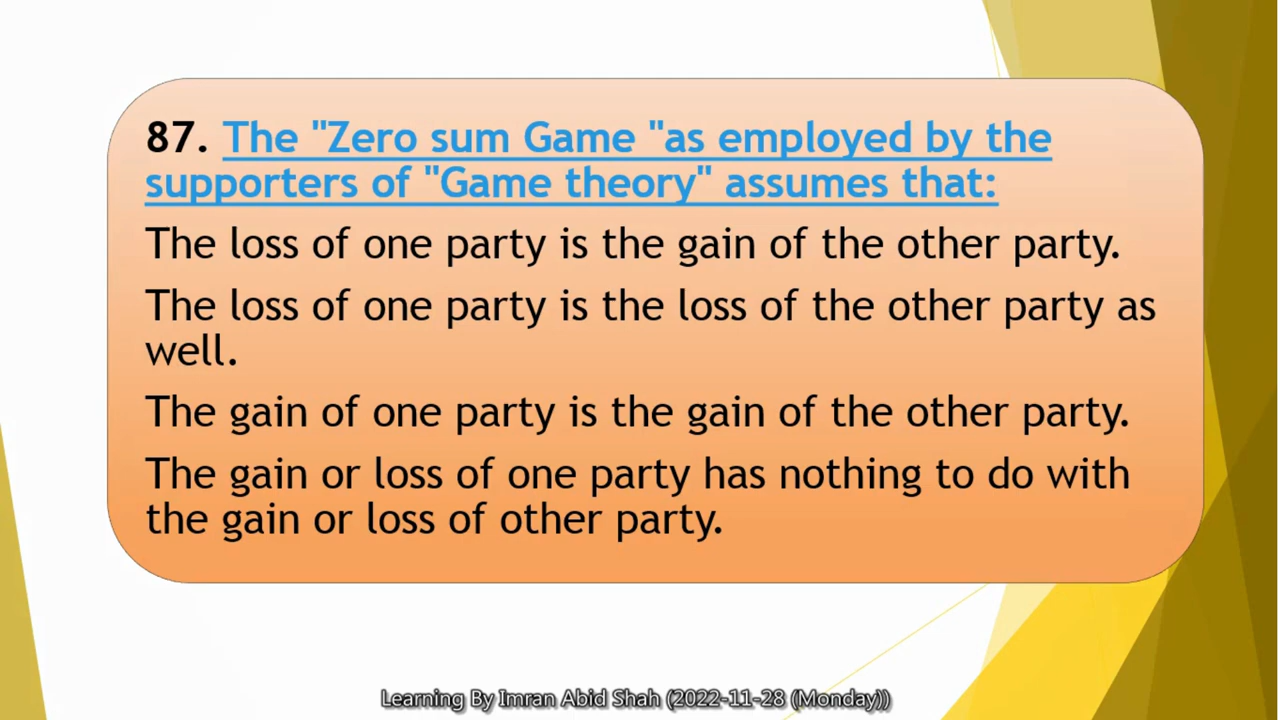 87. The "Zero sum Game "as employed by the
supporters of "Game theory" assumes that:
The loss of one party is the gain of the other party.
The loss of one party is the loss of the other party as
well.
The gain of one party is the gain of the other party.
The gain or loss of one party has nothing to do with
the gain or loss of other party.
Learning By Imran Abid Shah (2022-11-28 (Monday))